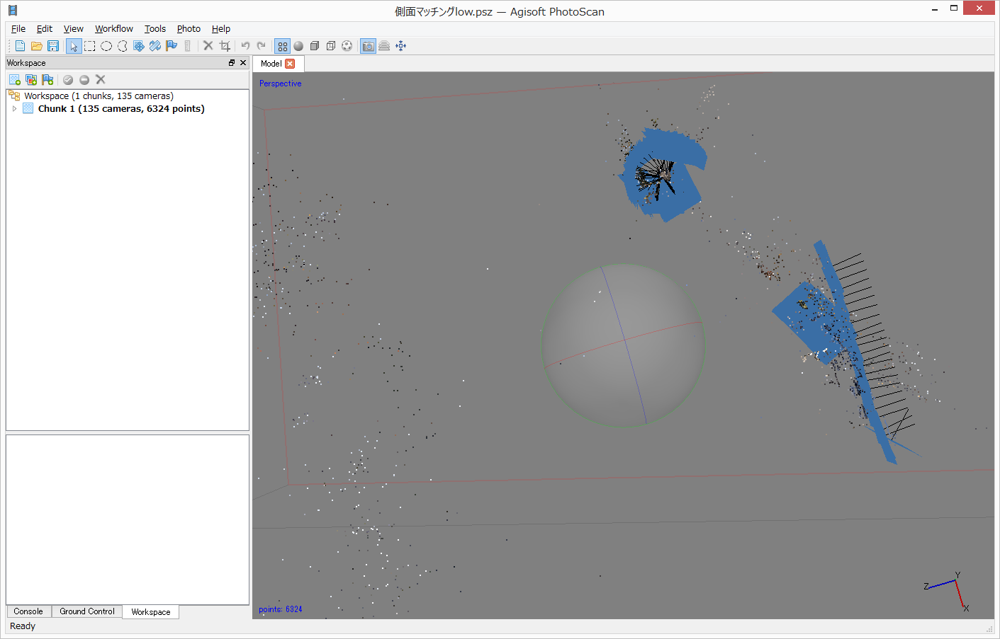 側面マッチングlow.psz — Agisoft PhotoScan
File Edit View Workflow Tools Photo Help
Workspace
Model
Workspace (1 chunks, 135 cameras)
Chunk 1 (135 cameras, 6324 points)
Perspective
points: 6324
Y
Z
X
Console Ground Control Workspace
Ready